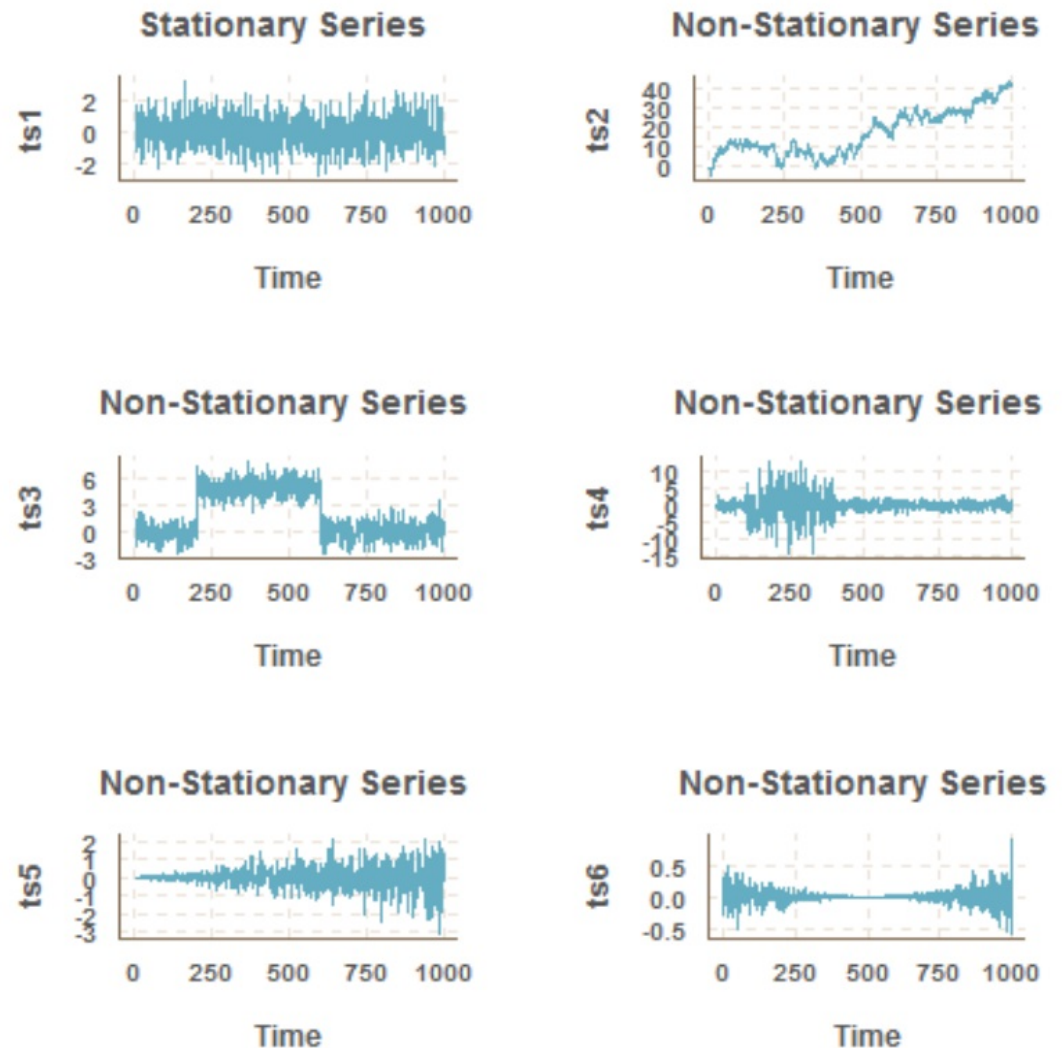 Stationary Series
ts1
2
0
-2
0 250 500 750 1000
Time
Non-Stationary Series
ts2
40
30
20
10
0
0 250 500 750 1000
Time
Non-Stationary Series
ts3
6
3
0
-3
0 250 500 750 1000
Time
Non-Stationary Series
ts4
10
5
0
-5
-10
-15
0 250 500 750 1000
Time
Non-Stationary Series
ts5
2
1
0
-1
-2
-3
0 250 500 750 1000
Time
Non-Stationary Series
ts6
0.5
0.0
-0.5
0 250 500 750 1000
Time